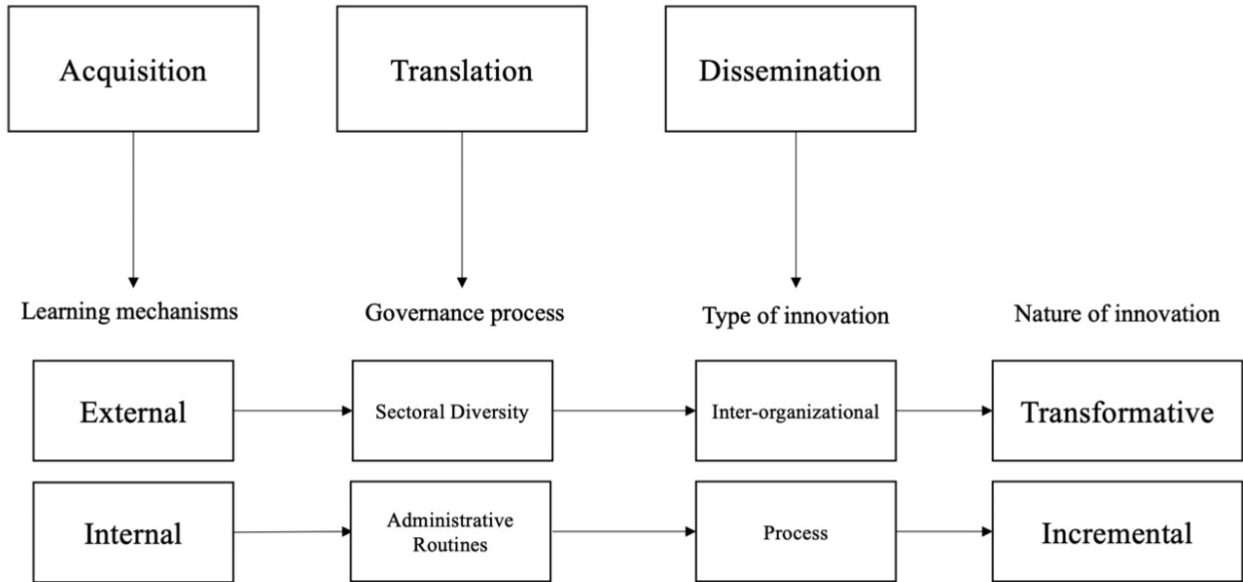 Acquisition
Translation
Dissemination
Learning mechanisms
Governance process
Type of innovation
Nature of innovation
External
Sectoral Diversity
Inter-organizational
Transformative
Internal
Administrative
Routines
Process
Incremental